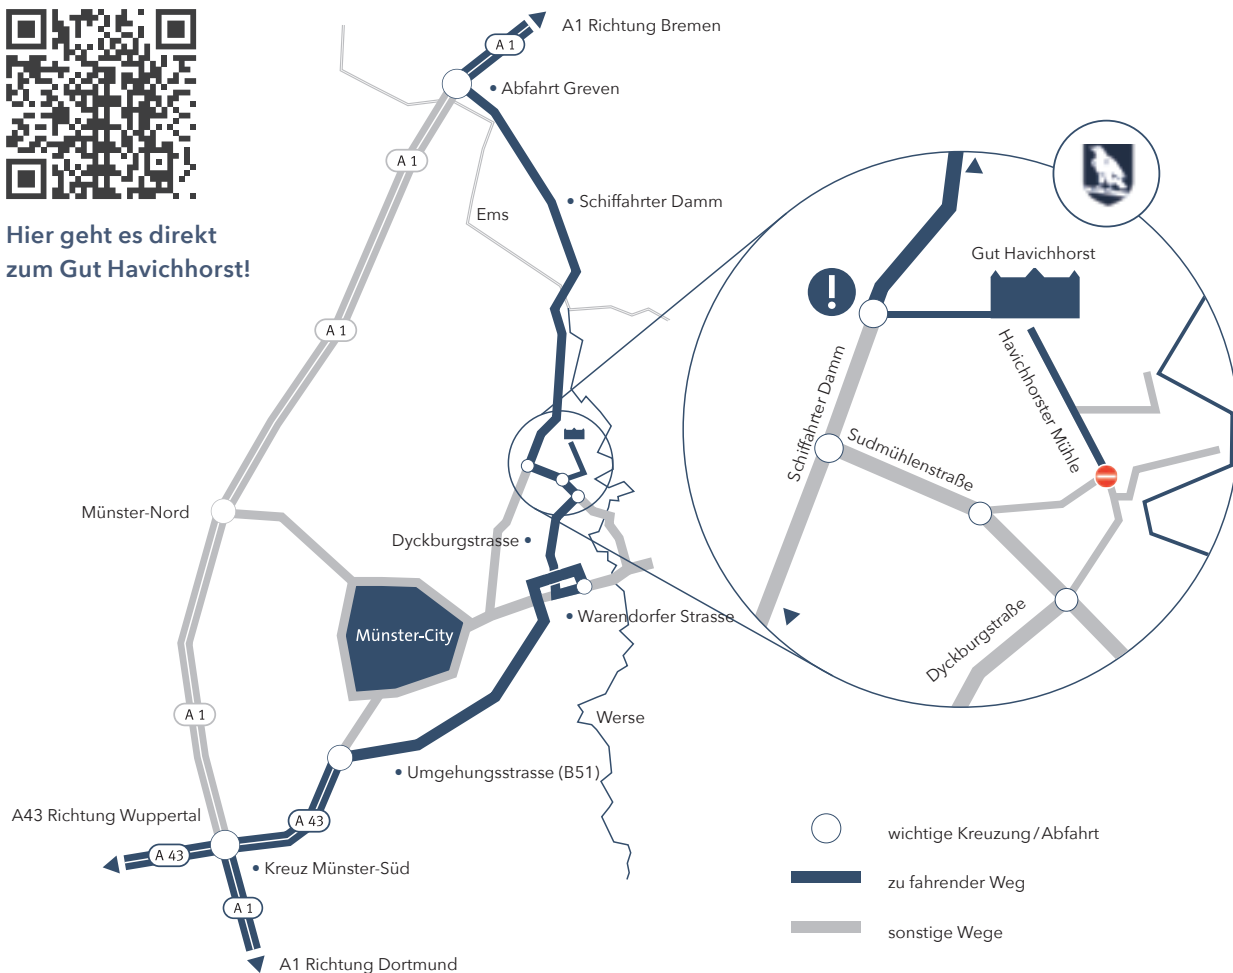 A1 Richtung Bremen
A 1
Abfahrt Greven
A 1
Schiffahrter Damm
Ems
Hier geht es direkt
zum Gut Havichhorst!
Gut Havichhorst
A 1
Havichhorster Mühle
Schiffahrter Damm
Sudmühlenstraße
Münster-Nord
Dyckburgstrasse
Warendorfer Strasse
Münster-City
Dyckburgstraße
A 1
Werse
Umgehungsstrasse (B51)
A43 Richtung Wuppertal
A 43
A 43
Kreuz Münster-Süd
A 1
A1 Richtung Dortmund
wichtige Kreuzung/Abfahrt
zu fahrender Weg
sonstige Wege